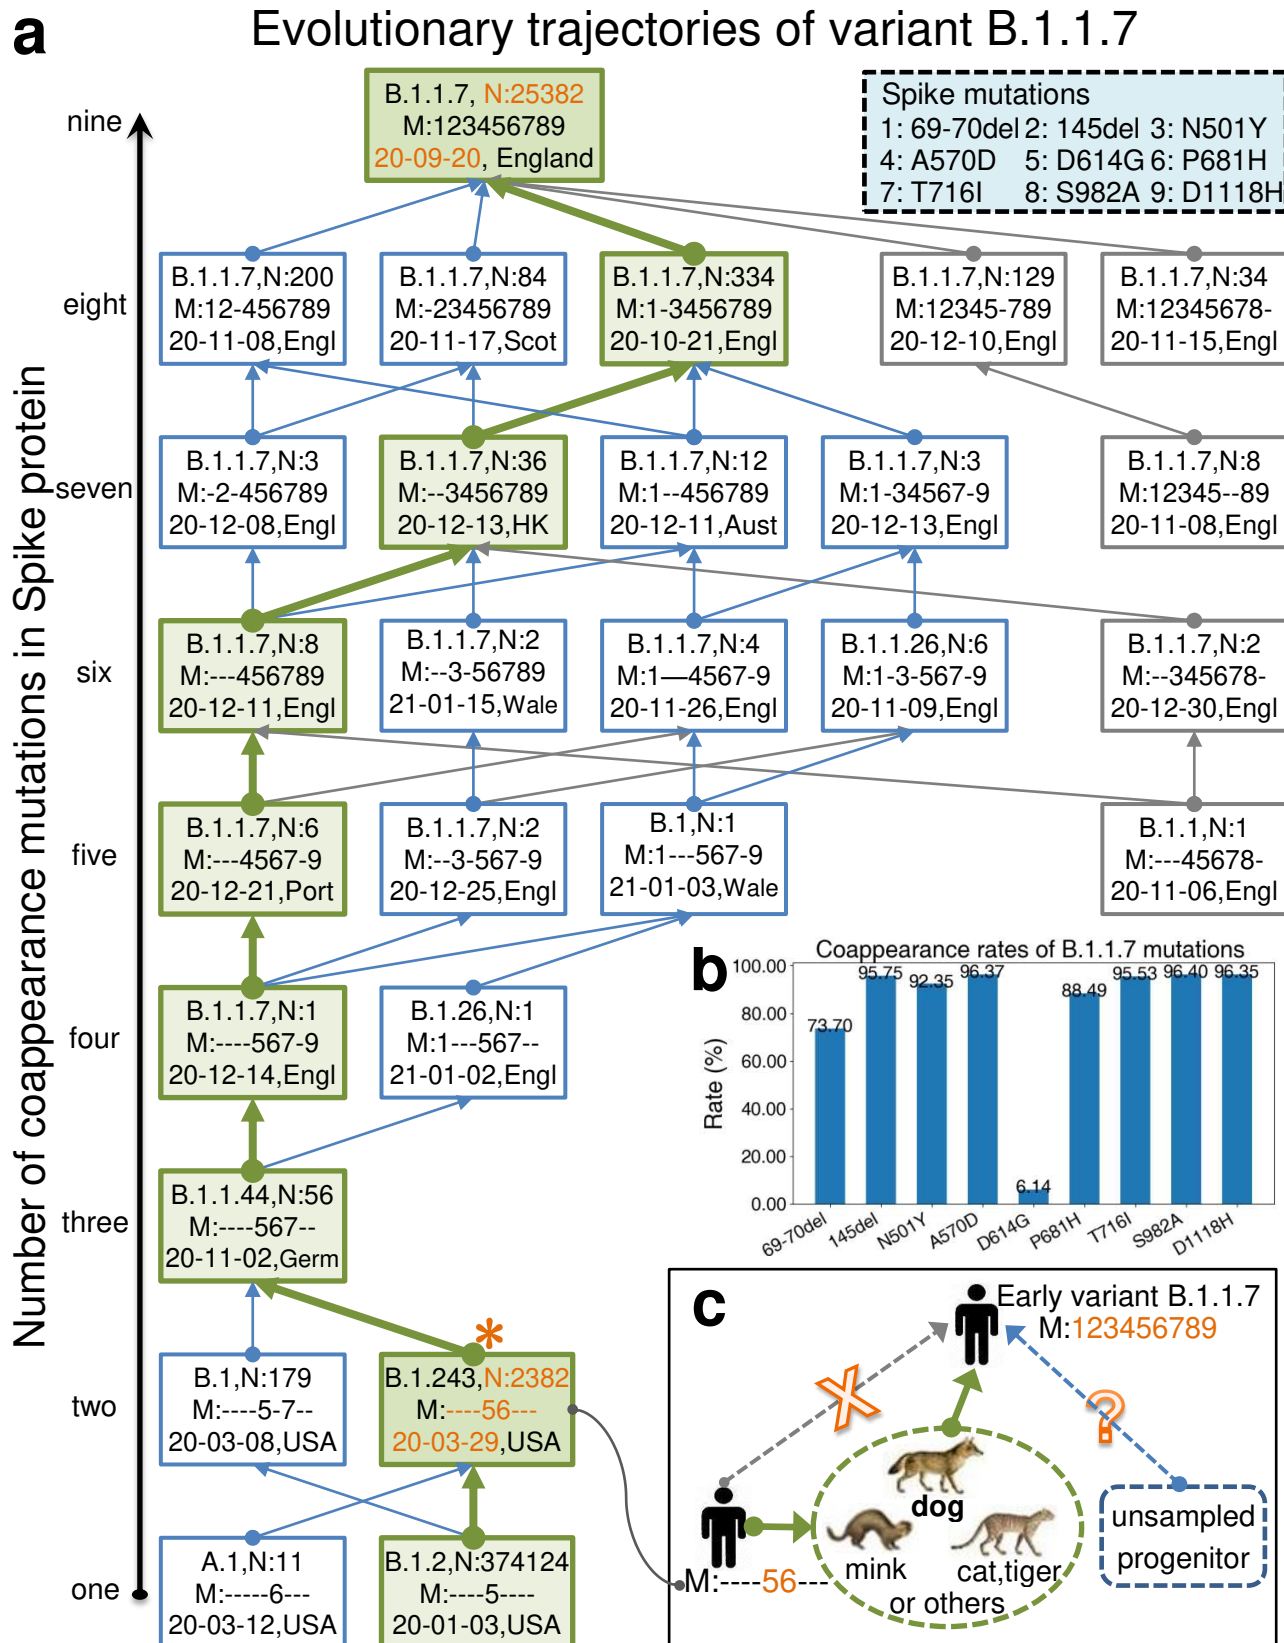 a
Evolutionary trajectories of variant B.1.1.7
Number of coappearance mutations in Spike protein
nine
B.1.1.7, N:25382
M:123456789
20-09-20, England
Spike mutations
1: 69-70del 2: 145del 3: N501Y
4: A570D 5: D614G 6: P681H
7: T716I 8: S982A 9: D1118H
eight
B.1.1.7,N:200
M:12-456789
20-11-08,Engl
B.1.1.7,N:84
M:-23456789
20-11-17,Scot
B.1.1.7,N:334
M:1-3456789
20-10-21,Engl
B.1.1.7,N:129
M:12345-789
20-12-10,Engl
B.1.1.7,N:34
M:12345678-
20-11-15,Engl
seven
B.1.1.7,N:3
M:-2-456789
20-12-08,Engl
B.1.1.7,N:36
M:--3456789
20-12-13,HK
B.1.1.7,N:12
M:1--456789
20-12-11,Aust
B.1.1.7,N:3
M:1-34567-9
20-12-13,Engl
B.1.1.7,N:8
M:12345--89
20-11-08,Engl
six
B.1.1.7,N:8
M:---456789
20-12-11,Engl
B.1.1.7,N:2
M:--3-56789
21-01-15,Wale
B.1.1.7,N:4
M:1—4567-9
20-11-26,Engl
B.1.1.26,N:6
M:1-3-567-9
20-11-09,Engl
B.1.1.7,N:2
M:--345678-
20-12-30,Engl
five
B.1.1.7,N:6
M:---4567-9
20-12-21,Port
B.1.1.7,N:2
M:--3-567-9
20-12-25,Engl
B.1,N:1
M:1---567-9
21-01-03,Wale
B.1.1,N:1
M:---45678-
20-11-06,Engl
four
B.1.1.7,N:1
M:----567-9
20-12-14,Engl
B.1.26,N:1
M:1---567--
21-01-02,Engl
three
B.1.1.44,N:56
M:----567--
20-11-02,Germ
two
B.1,N:179
M:----5-7--
20-03-08,USA
*
B.1.243,N:2382
M:----56---
20-03-29,USA
one
A.1,N:11
M:-----6---
20-03-12,USA
B.1.2,N:374124
M:----5----
20-01-03,USA
b
Coappearance rates of B.1.1.7 mutations
Rate (%)
100.00
80.00
60.00
40.00
20.00
0.00
73.70
95.75
92.35
96.37
6.14
88.49
95.53
96.40
96.35
69-70del
145del
N501Y
A570D
D614G
P681H
T716I
S982A
D1118H
c
Early variant B.1.1.7
M:123456789
X
?
dog
mink
cat,tiger
or others
M:----56---
unsampled
progenitor